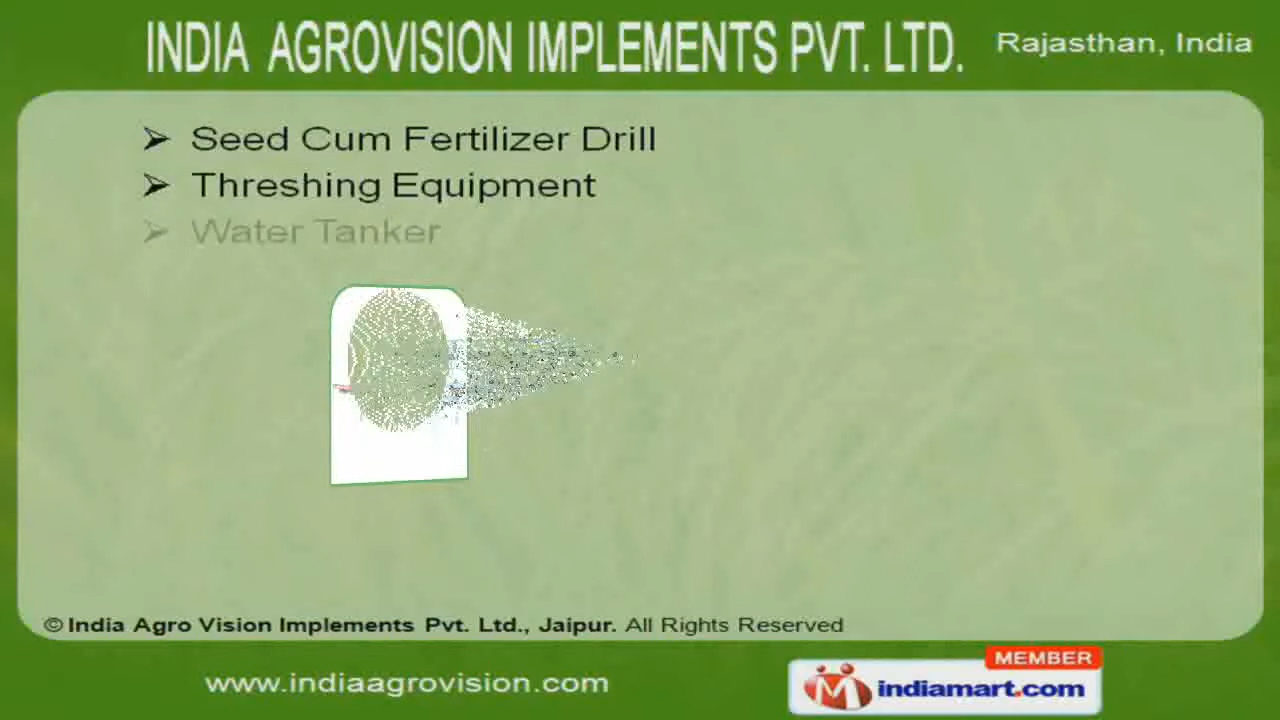 INDIA AGROVISION IMPLEMENTS PVT. LTD.
Rajasthan, India
➢ Seed Cum Fertilizer Drill
➢ Threshing Equipment
➢ Water Tanker
© India Agro Vision Implements Pvt. Ltd., Jaipur. All Rights Reserved
www.indiaagrovision.com
MEMBER
indiamart.com